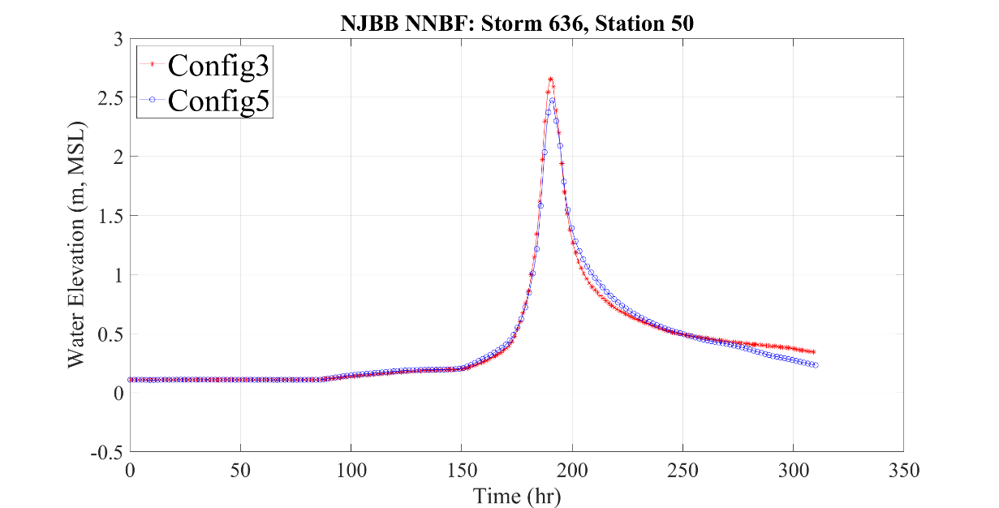 NJBB NNBF: Storm 636, Station 50
3
2.5
2
1.5
1
0.5
0
-0.5
Config3
Config5
Water Elevation (m, MSL)
0 50 100 150 200 250 300 350
Time (hr)